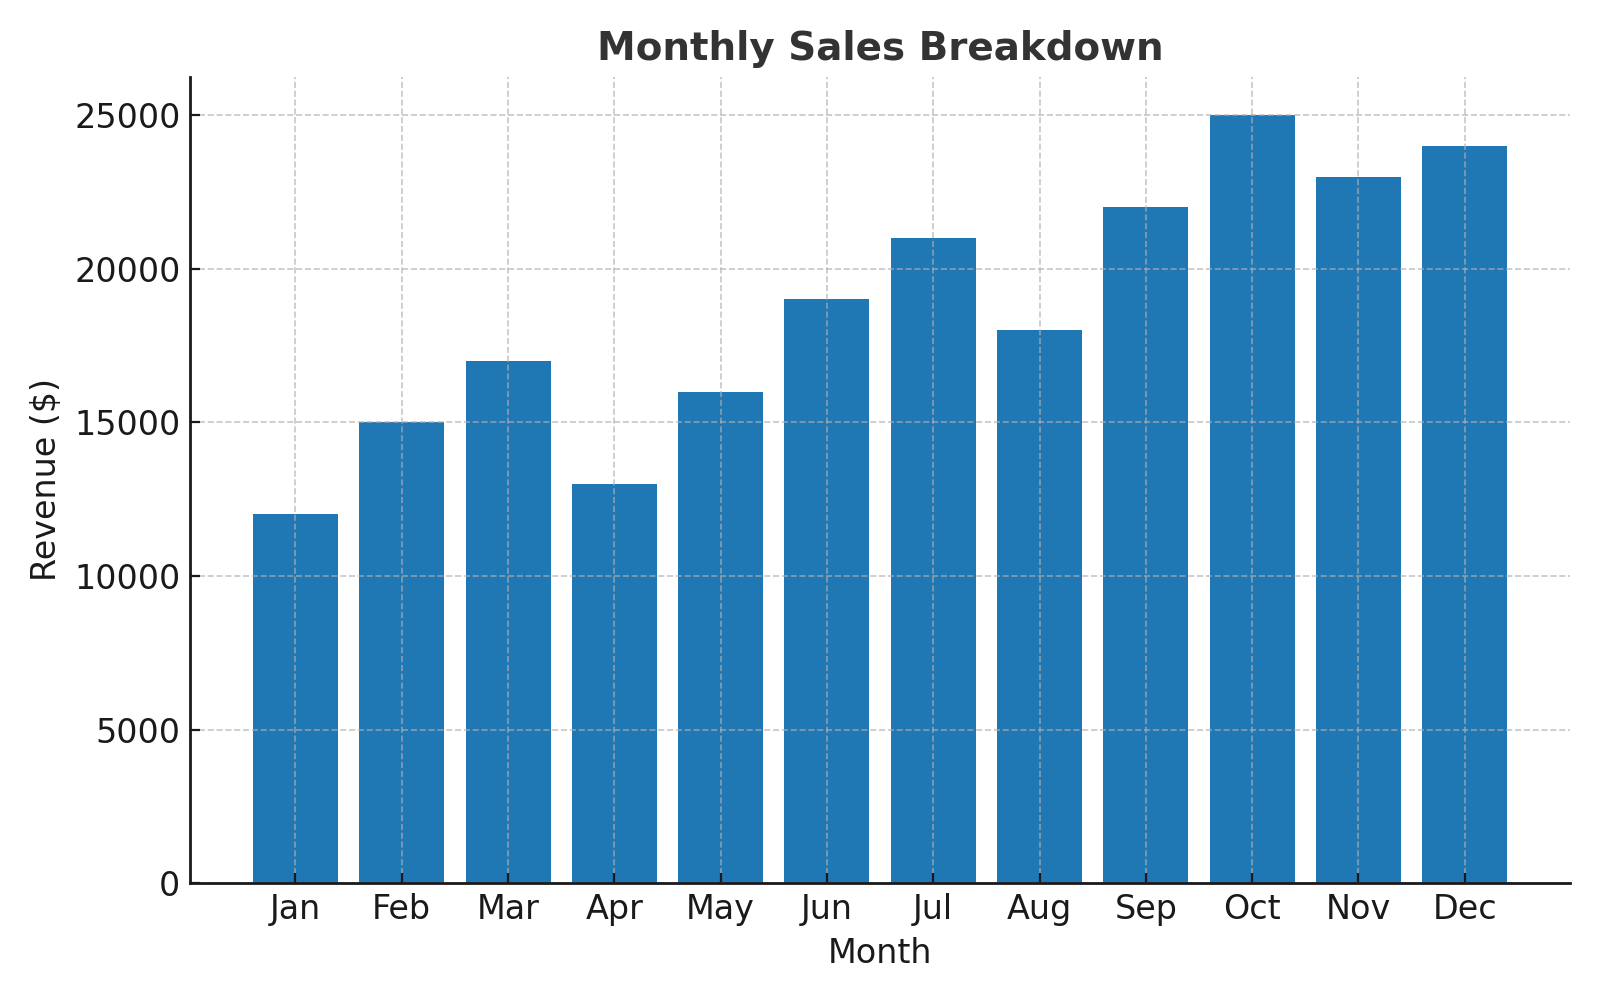 Monthly Sales Breakdown
25000
20000
15000
10000
5000
0
Revenue ($)
Jan Feb Mar Apr May Jun Jul Aug Sep Oct Nov Dec
Month